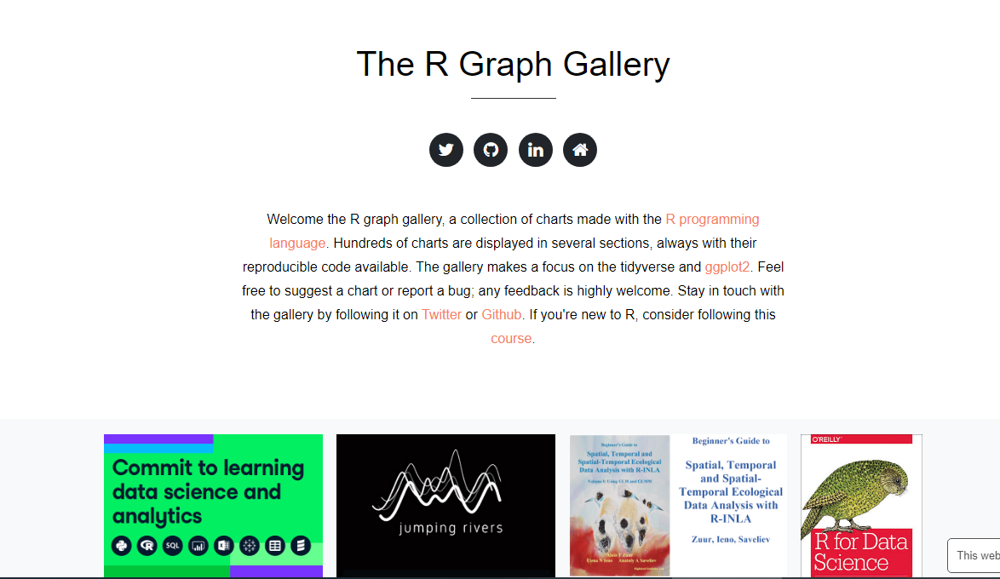 The R Graph Gallery
Welcome the R graph gallery, a collection of charts made with the R programming
language. Hundreds of charts are displayed in several sections, always with their
reproducible code available. The gallery makes a focus on the tidyverse and ggplot2. Feel
free to suggest a chart or report a bug; any feedback is highly welcome. Stay in touch with
the gallery by following it on Twitter or Github. If you're new to R, consider following this
course.
Commit to learning
data science and
analytics
SQL
jumping rivers
Beginner's Guide to
Spatial, Temporal and
Spatial-Temporal Ecological
Data Analysis with R-INLA
Volume I: Using GLM and GLMM
Alain F Zuur
Elena N Ieno Anatoly A Saveliev
Beginner's Guide to
Spatial, Temporal
and Spatial-
Temporal Ecological
Data Analysis with
R-INLA
Zuur, Ieno, Saveliev
O'REILLY
R for Data
Science
This web